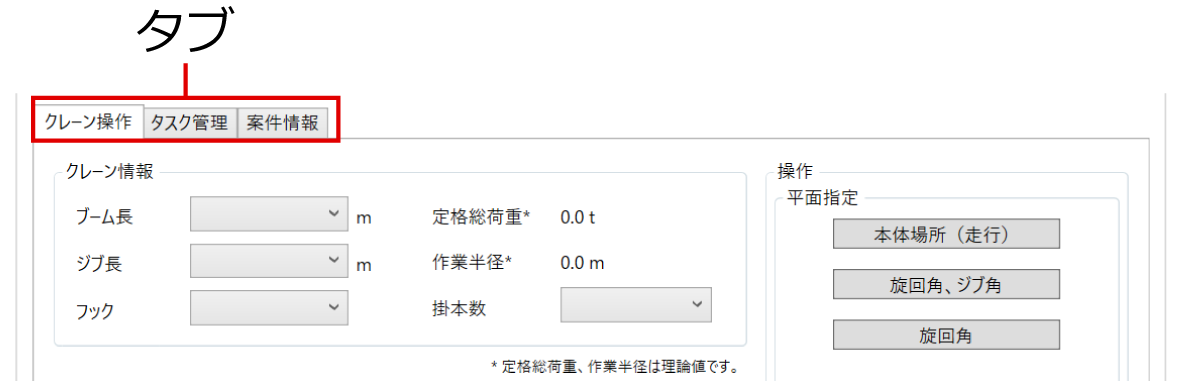 タブ
クレーン操作 タスク管理 案件情報
クレーン情報
ブーム長 m 定格総荷重* 0.0 t
ジブ長 m 作業半径* 0.0 m
フック 掛本数
* 定格総荷重、作業半径は理論値です。
操作
平面指定
本体場所（走行）
旋回角、ジブ角
旋回角